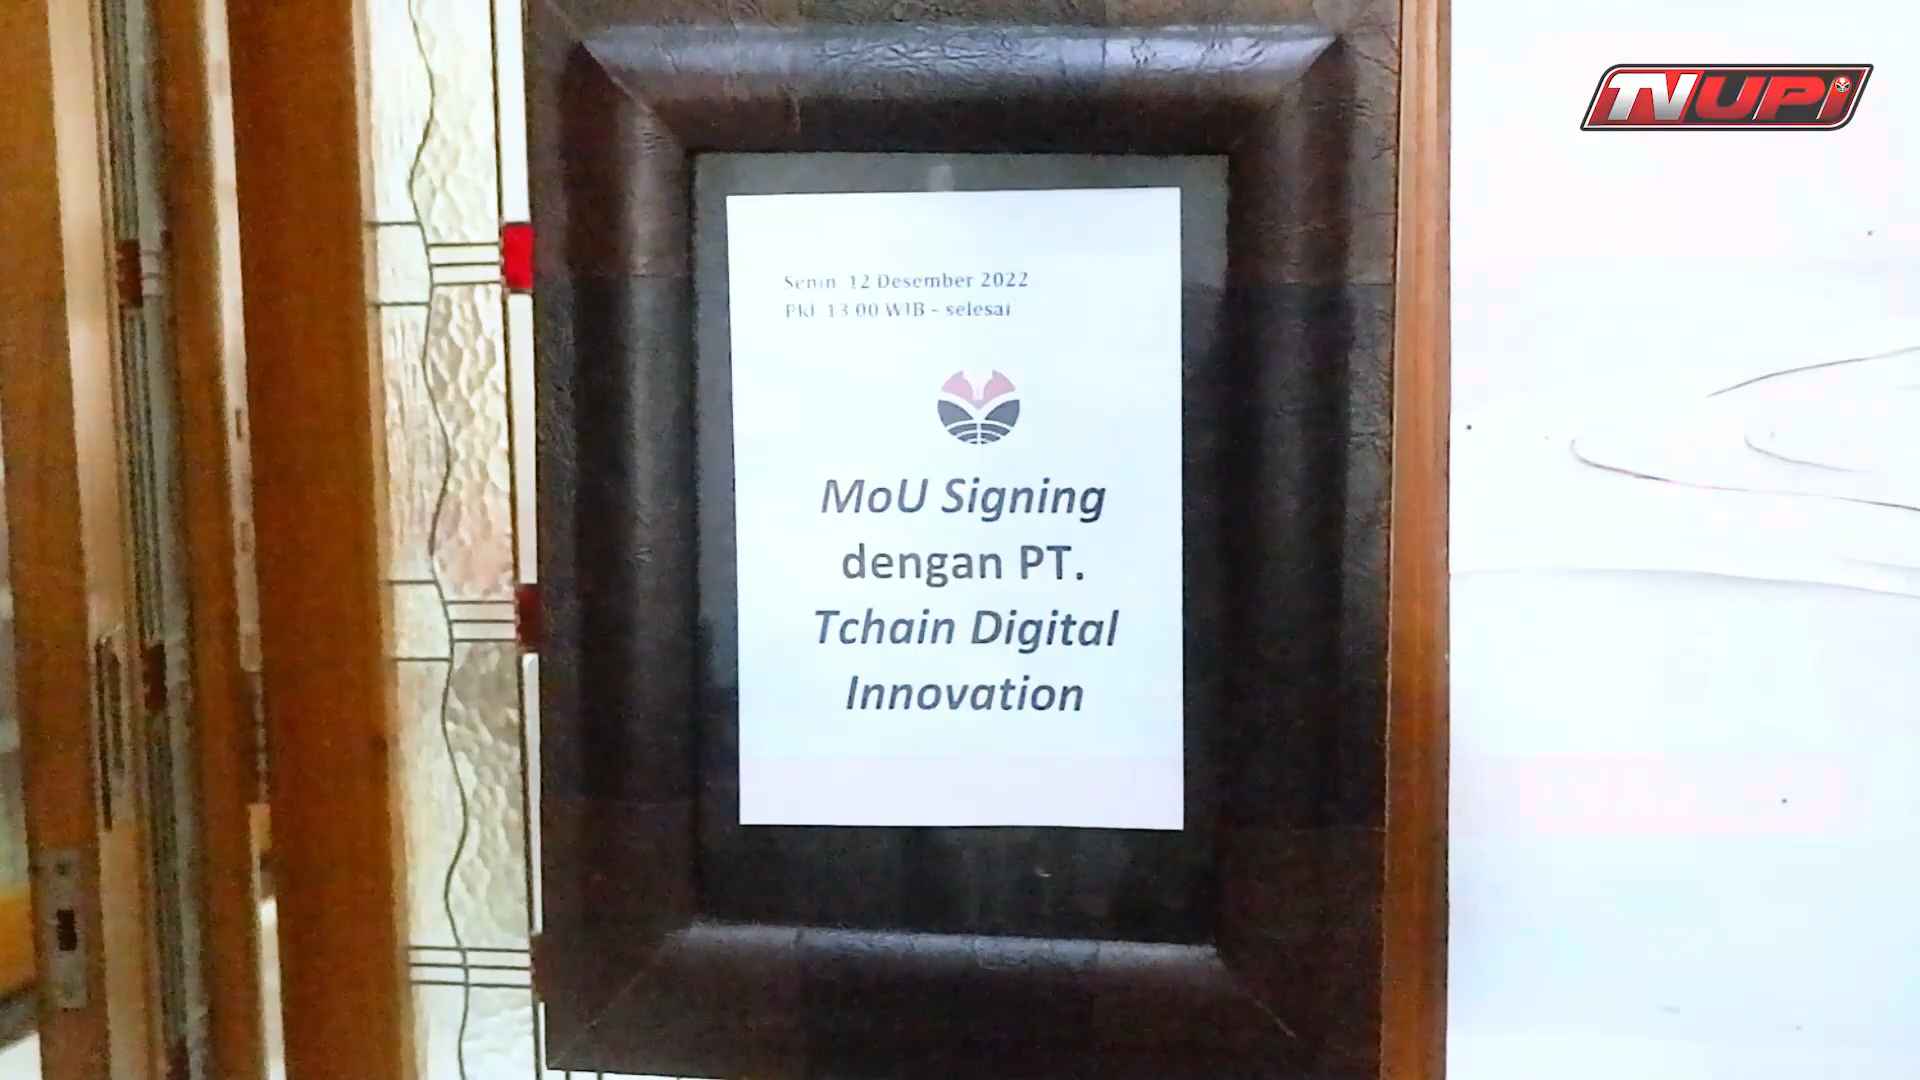 TVUPI
Senin, 12 Desember 2022
Pkl. 13.00 WIB - selesai
MoU Signing
dengan PT.
Tchain Digital
Innovation